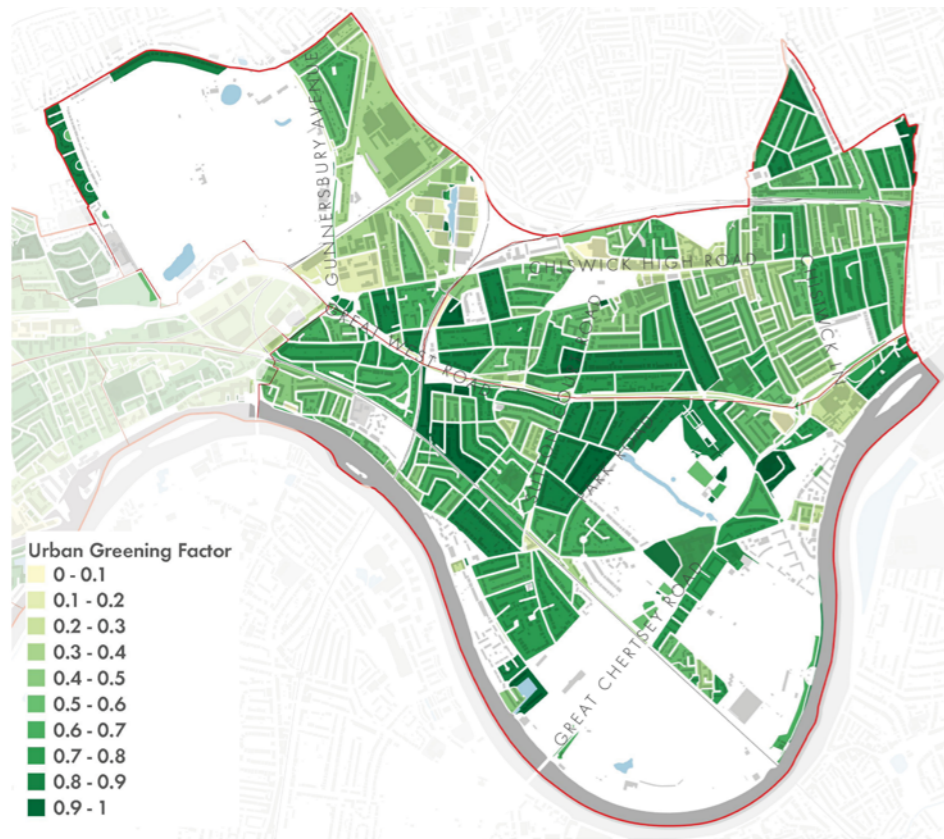 GUNNERSBURY AVENUE
CHISWICK HIGH ROAD
GREAT WEST ROAD
PARK ROAD
GREAT CHERTSEY ROAD
Urban Greening Factor
0 - 0.1
0.1 - 0.2
0.2 - 0.3
0.3 - 0.4
0.4 - 0.5
0.5 - 0.6
0.6 - 0.7
0.7 - 0.8
0.8 - 0.9
0.9 - 1